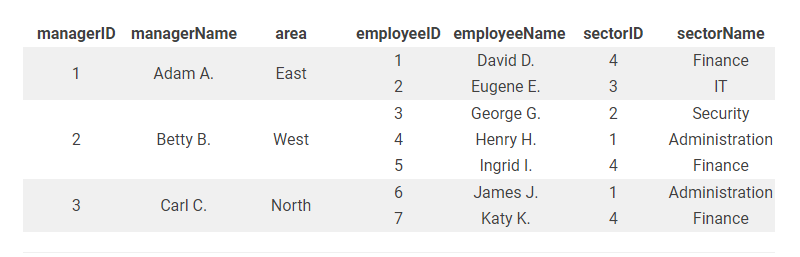 managerID managerName area employeeID employeeName sectorID sectorName
1 Adam A. East 1 David D. 4 Finance
2 Eugene E. 3 IT
2 Betty B. West 3 George G. 2 Security
4 Henry H. 1 Administration
5 Ingrid I. 4 Finance
3 Carl C. North 6 James J. 1 Administration
7 Katy K. 4 Finance